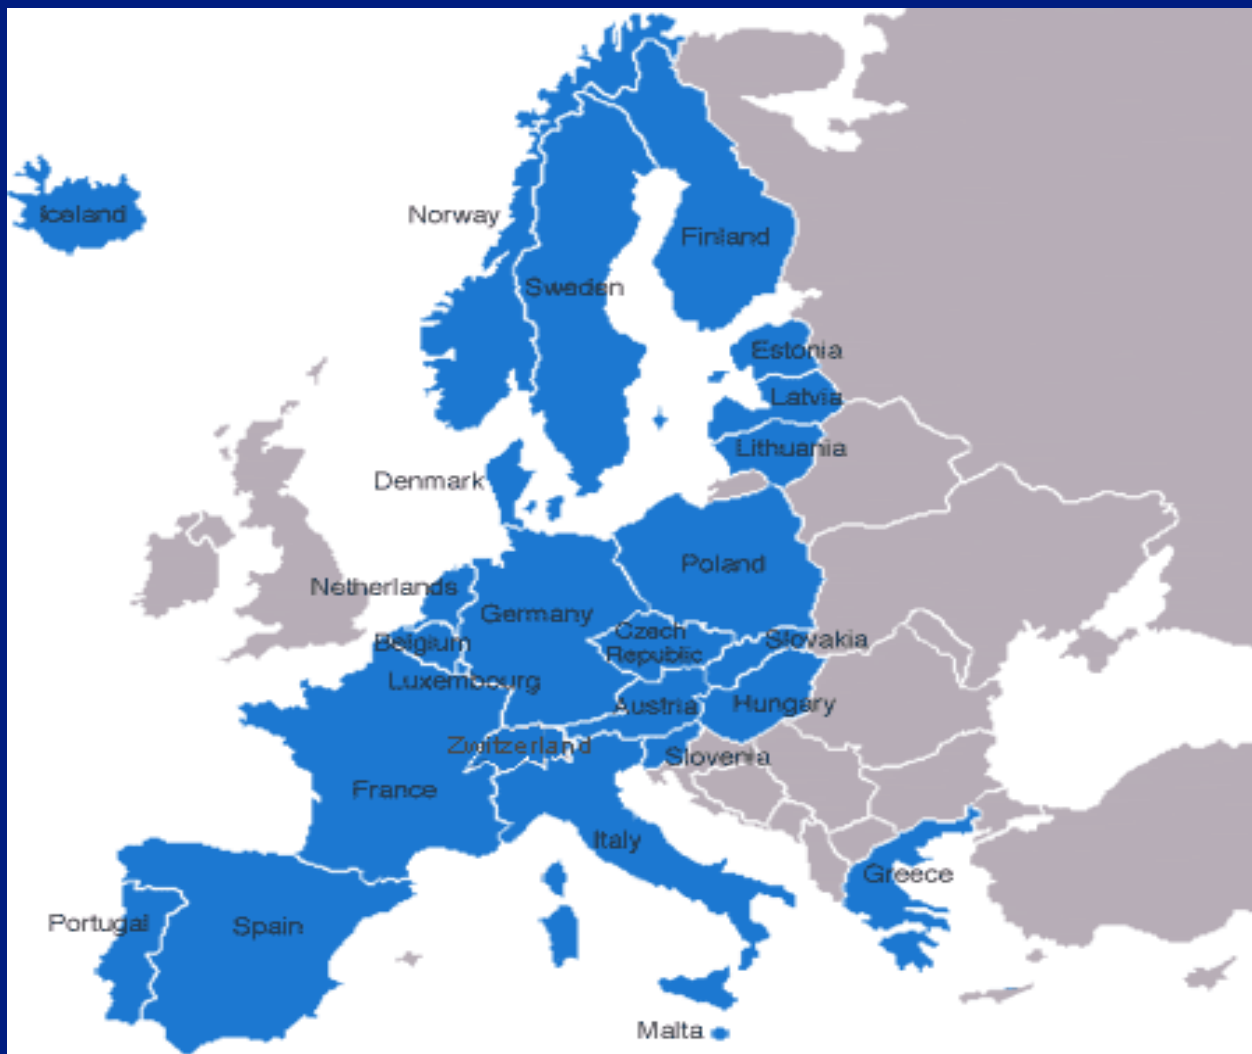 Iceland
Norway
Finland
Sweden
Estonia
Latvia
Lithuania
Denmark
Poland
Netherlands
Germany
Czech
Republic
Slovakia
Belgium
Luxembourg
Austria
Hungary
Zwitzerland
Slovenia
France
Italy
Greece
Portugal
Spain
Malta